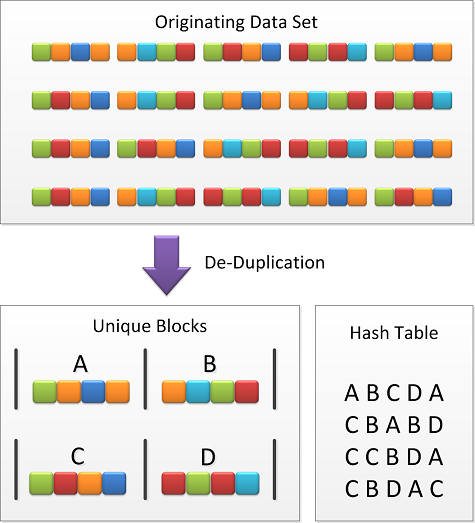 Originating Data Set
De-Duplication
Unique Blocks
A B
C D
Hash Table
A B C D A
C B A B D
C C B D A
C B D A C